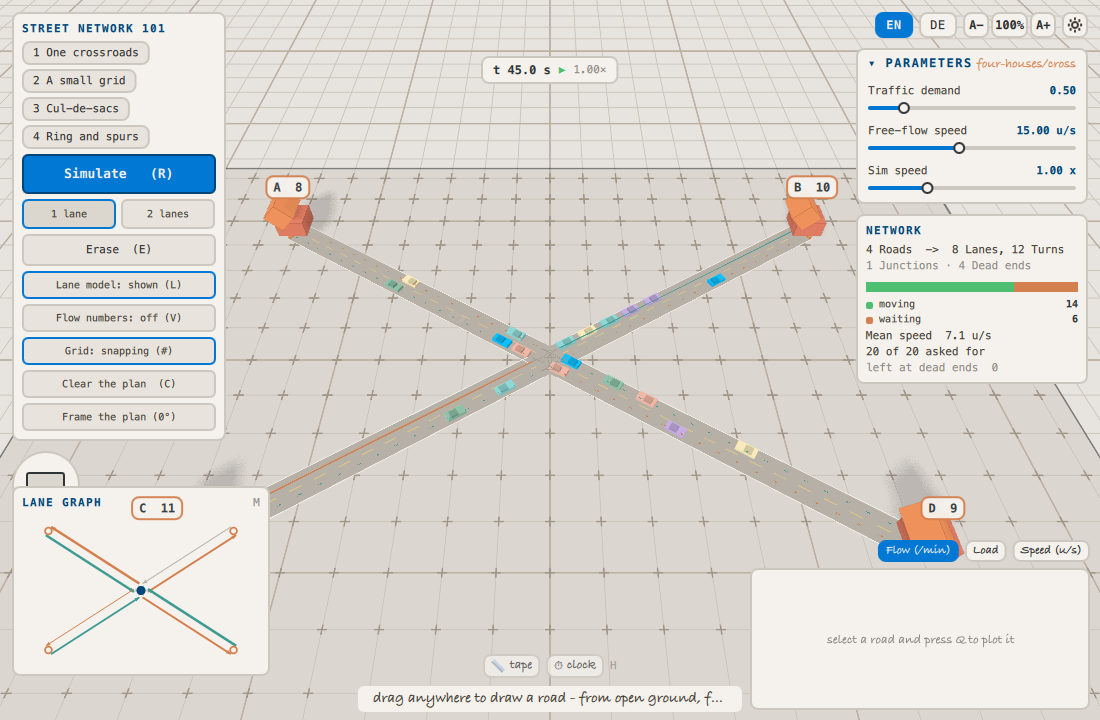 STREET NETWORK 101
1 One crossroads
2 A small grid
3 Cul-de-sacs
4 Ring and spurs
Simulate (R)
1 lane 2 lanes
Erase (E)
Lane model: shown (L)
Flow numbers: off (V)
Grid: snapping (#)
Clear the plan (C)
Frame the plan (0°)
t 45.0 s ▶ 1.00×
EN DE A− 100% A+
▾ PARAMETERS four-houses/cross
Traffic demand 0.50
Free-flow speed 15.00 u/s
Sim speed 1.00 x
NETWORK
4 Roads -> 8 Lanes, 12 Turns
1 Junctions · 4 Dead ends
moving 14
waiting 6
Mean speed 7.1 u/s
20 of 20 asked for
left at dead ends 0
A 8
B 10
C 11
D 9
LANE GRAPH M
Flow (/min) Load Speed (u/s)
select a road and press Q to plot it
tape clock H
drag anywhere to draw a road - from open ground, f...